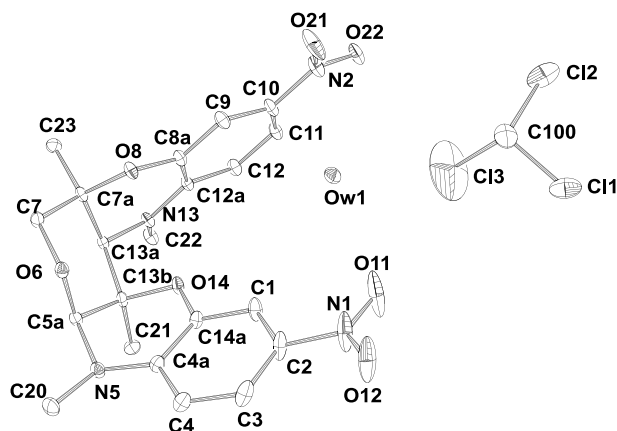 O21
O22
N2
C10
C9
C11
C23
O8
C8a
C12
C7
C7a
C12a
N13
C22
C13a
O6
C13b
O14
C5a
C21
C14a
C1
C4a
C2
N1
O11
O12
C20
N5
C4
C3
Ow1
Cl2
C100
Cl3
Cl1